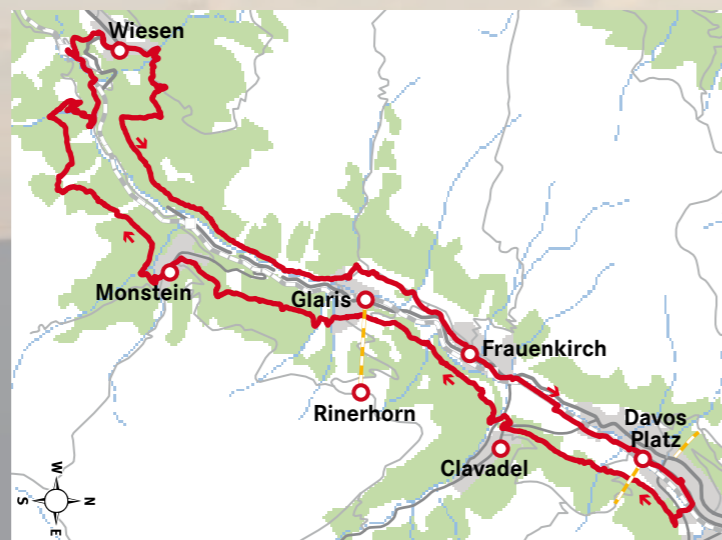 Wiesen
Monstein
Glaris
Frauenkirch
Rinerhorn
Davos
Platz
Clavadel
W
S
N
E